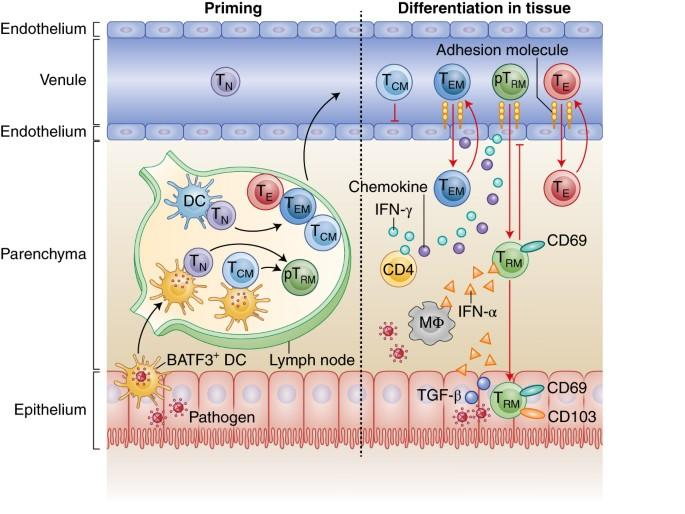 Priming
Differentiation in tissue
Endothelium
Adhesion molecule
Venule
TN
TCM
TEM
pTRM
TE
Endothelium
Chemokine
IFN-γ
TEM
TE
DC
TN
TE
TEM
TCM
Parenchyma
TN
TCM
pTRM
CD4
TRM
CD69
IFN-α
MΦ
BATF3+ DC
Lymph node
Epithelium
Pathogen
TGF-β
TRM
CD69
CD103